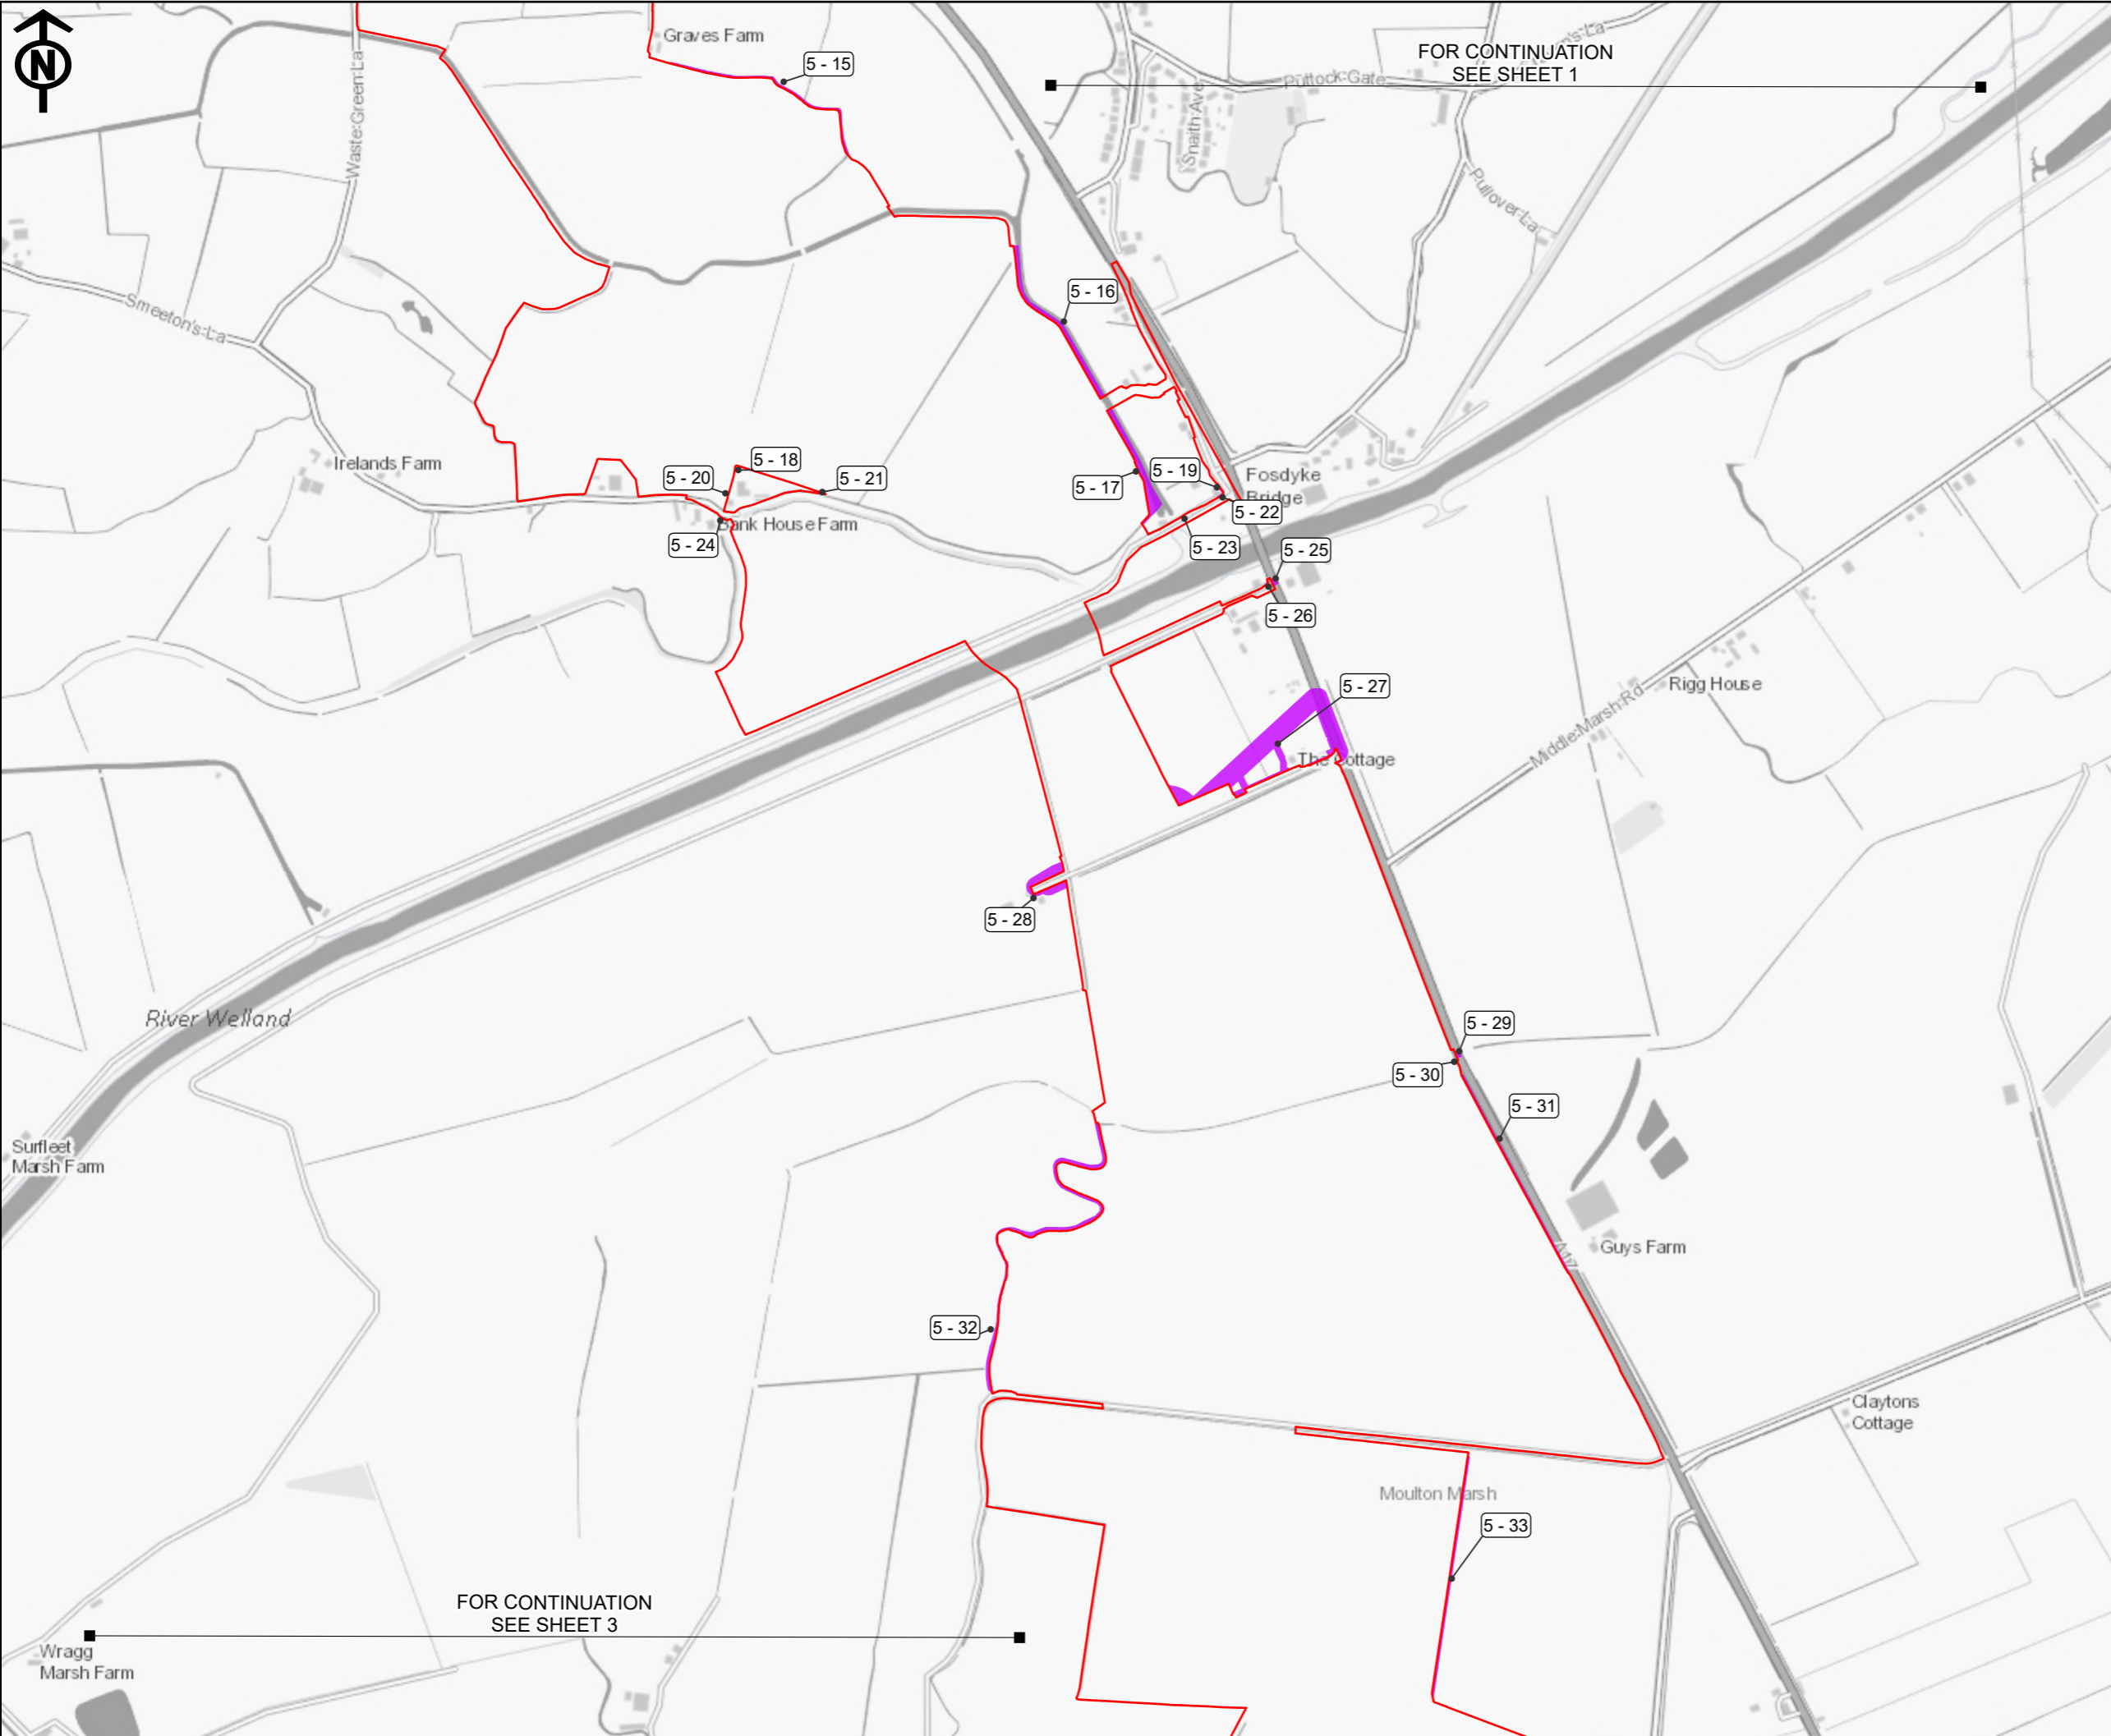 N
Graves Farm
5 - 15
FOR CONTINUATION
SEE SHEET 1
Puttock Gate
Snaith Ave
Waste Green La
Pullover La
Smeeton's La
5 - 16
Irelands Farm
5 - 18
5 - 20
5 - 21
5 - 19
5 - 17
Fosdyke
Bridge
5 - 22
Bank House Farm
5 - 24
5 - 23
5 - 25
5 - 26
5 - 27
Rigg House
Middle Marsh Rd
The Cottage
5 - 28
River Welland
5 - 29
5 - 30
5 - 31
Surfleet
Marsh Farm
Guys Farm
A17
5 - 32
Claytons
Cottage
Moulton Marsh
5 - 33
FOR CONTINUATION
SEE SHEET 3
Wragg
Marsh Farm